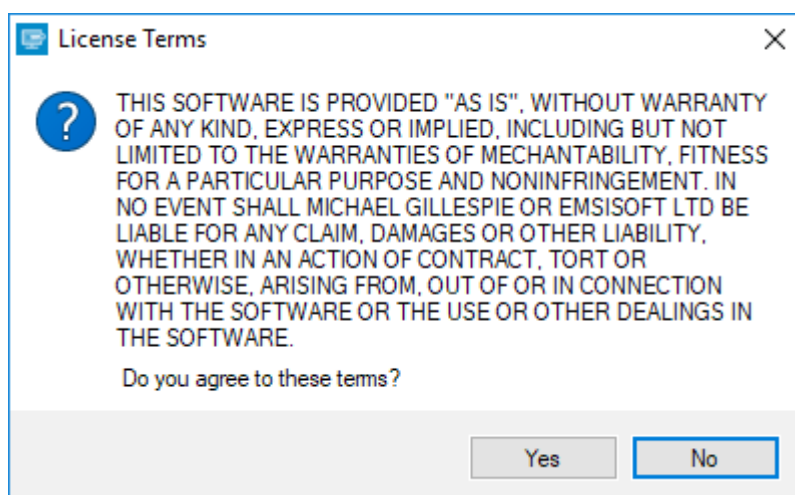 License Terms
THIS SOFTWARE IS PROVIDED "AS IS", WITHOUT WARRANTY
OF ANY KIND, EXPRESS OR IMPLIED, INCLUDING BUT NOT
LIMITED TO THE WARRANTIES OF MECHANTABILITY, FITNESS
FOR A PARTICULAR PURPOSE AND NONINFRINGEMENT. IN
NO EVENT SHALL MICHAEL GILLESPIE OR EMSISOFT LTD BE
LIABLE FOR ANY CLAIM, DAMAGES OR OTHER LIABILITY,
WHETHER IN AN ACTION OF CONTRACT, TORT OR
OTHERWISE, ARISING FROM, OUT OF OR IN CONNECTION
WITH THE SOFTWARE OR THE USE OR OTHER DEALINGS IN
THE SOFTWARE.
Do you agree to these terms?
Yes No